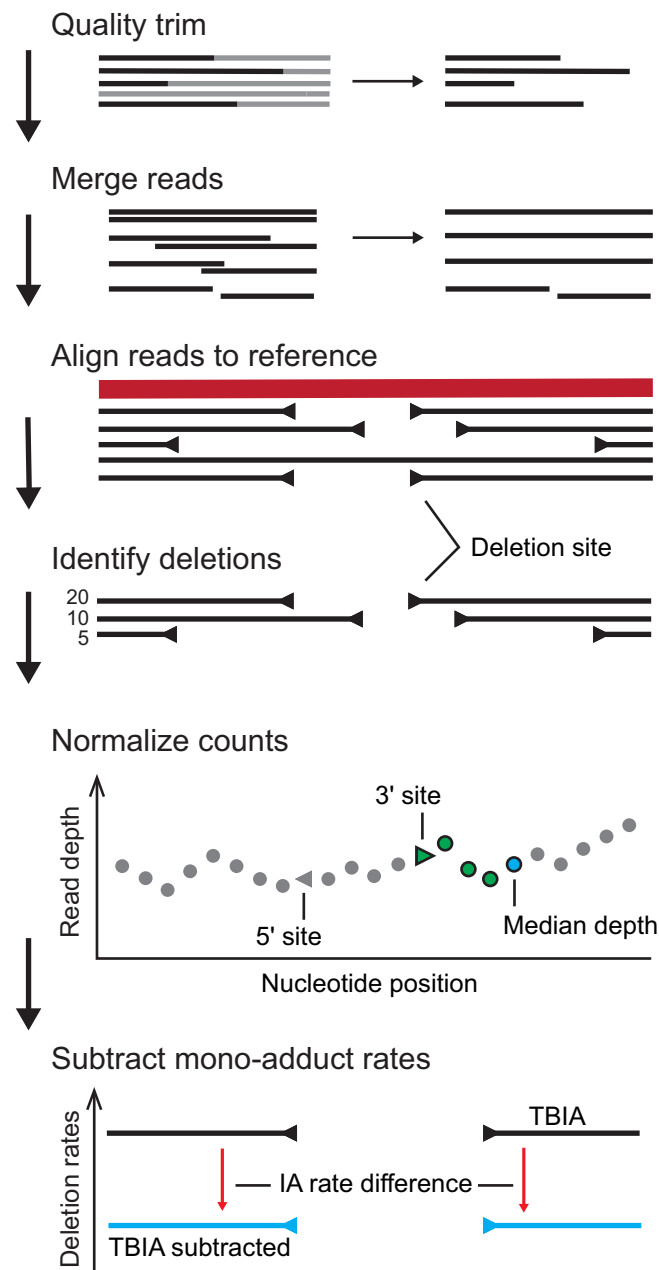 Quality trim
Merge reads
Align reads to reference
Deletion site
Identify deletions
20
10
5
Normalize counts
3' site
Read depth
5' site
Median depth
Nucleotide position
Subtract mono-adduct rates
Deletion rates
TBIA
IA rate difference
TBIA subtracted